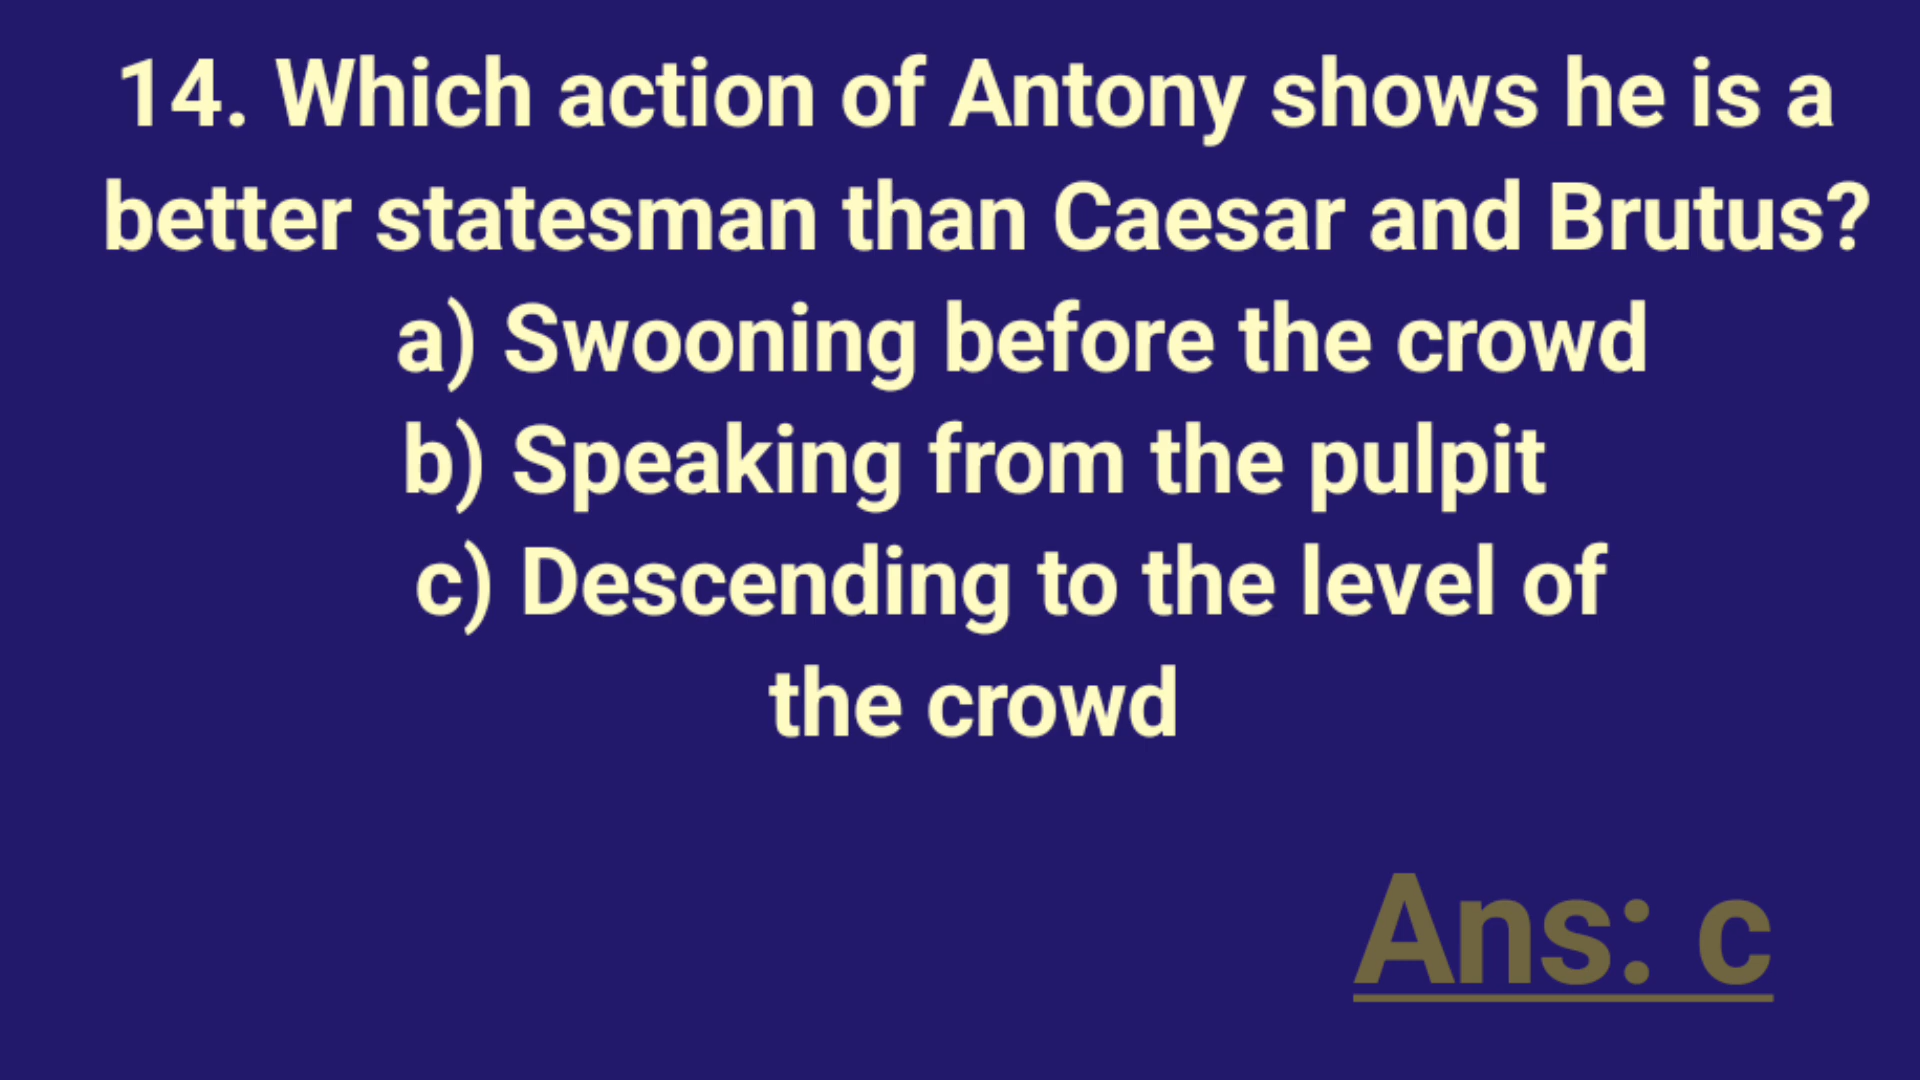 14. Which action of Antony shows he is a
better statesman than Caesar and Brutus?
a) Swooning before the crowd
b) Speaking from the pulpit
c) Descending to the level of
the crowd
Ans: c